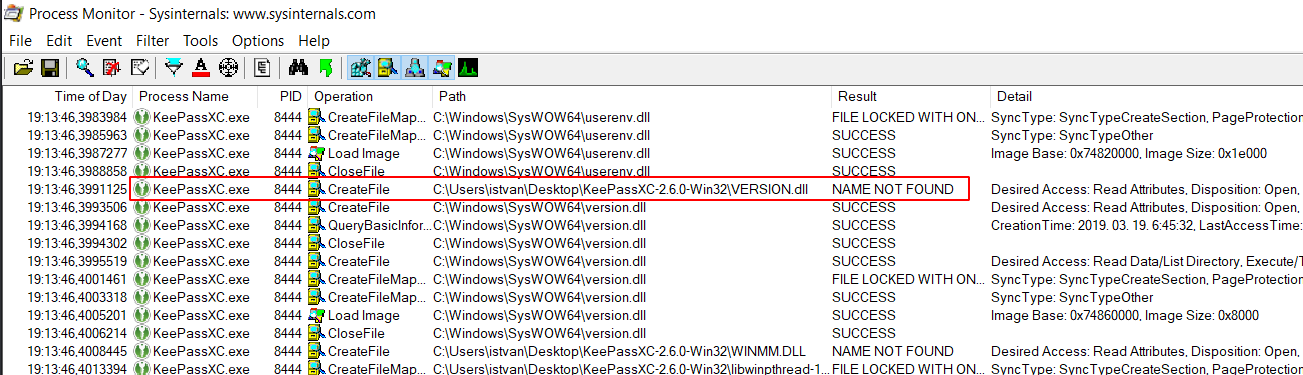 Process Monitor - Sysinternals: www.sysinternals.com
File Edit Event Filter Tools Options Help
Time of Day Process Name PID Operation Path Result Detail
19:13:46,3983984 KeePassXC.exe 8444 CreateFileMap... C:\Windows\SysWOW64\userenv.dll FILE LOCKED WITH ON... SyncType: SyncTypeCreateSection, PageProtection
19:13:46,3985963 KeePassXC.exe 8444 CreateFileMap... C:\Windows\SysWOW64\userenv.dll SUCCESS SyncType: SyncTypeOther
19:13:46,3987277 KeePassXC.exe 8444 Load Image C:\Windows\SysWOW64\userenv.dll SUCCESS Image Base: 0x74820000, Image Size: 0x1e000
19:13:46,3988858 KeePassXC.exe 8444 CloseFile C:\Windows\SysWOW64\userenv.dll SUCCESS
19:13:46,3991125 KeePassXC.exe 8444 CreateFile C:\Users\istvan\Desktop\KeePassXC-2.6.0-Win32\VERSION.dll NAME NOT FOUND Desired Access: Read Attributes, Disposition: Open,
19:13:46,3993506 KeePassXC.exe 8444 CreateFile C:\Windows\SysWOW64\version.dll SUCCESS Desired Access: Read Attributes, Disposition: Open,
19:13:46,3994168 KeePassXC.exe 8444 QueryBasicInfor... C:\Windows\SysWOW64\version.dll SUCCESS CreationTime: 2019. 03. 19. 6:45:32, LastAccessTime:
19:13:46,3994302 KeePassXC.exe 8444 CloseFile C:\Windows\SysWOW64\version.dll SUCCESS
19:13:46,3995519 KeePassXC.exe 8444 CreateFile C:\Windows\SysWOW64\version.dll SUCCESS Desired Access: Read Data/List Directory, Execute/T
19:13:46,4001461 KeePassXC.exe 8444 CreateFileMap... C:\Windows\SysWOW64\version.dll FILE LOCKED WITH ON... SyncType: SyncTypeCreateSection, PageProtection
19:13:46,4003318 KeePassXC.exe 8444 CreateFileMap... C:\Windows\SysWOW64\version.dll SUCCESS SyncType: SyncTypeOther
19:13:46,4005201 KeePassXC.exe 8444 Load Image C:\Windows\SysWOW64\version.dll SUCCESS Image Base: 0x74860000, Image Size: 0x8000
19:13:46,4006214 KeePassXC.exe 8444 CloseFile C:\Windows\SysWOW64\version.dll SUCCESS
19:13:46,4008445 KeePassXC.exe 8444 CreateFile C:\Users\istvan\Desktop\KeePassXC-2.6.0-Win32\WINMM.DLL NAME NOT FOUND Desired Access: Read Attributes, Disposition: Open,
19:13:46,4013394 KeePassXC.exe 8444 CreateFileMap... C:\Users\istvan\Desktop\KeePassXC-2.6.0-Win32\libwinpthread-1... FILE LOCKED WITH ON... SyncType: SyncTypeCreateSection, PageProtection